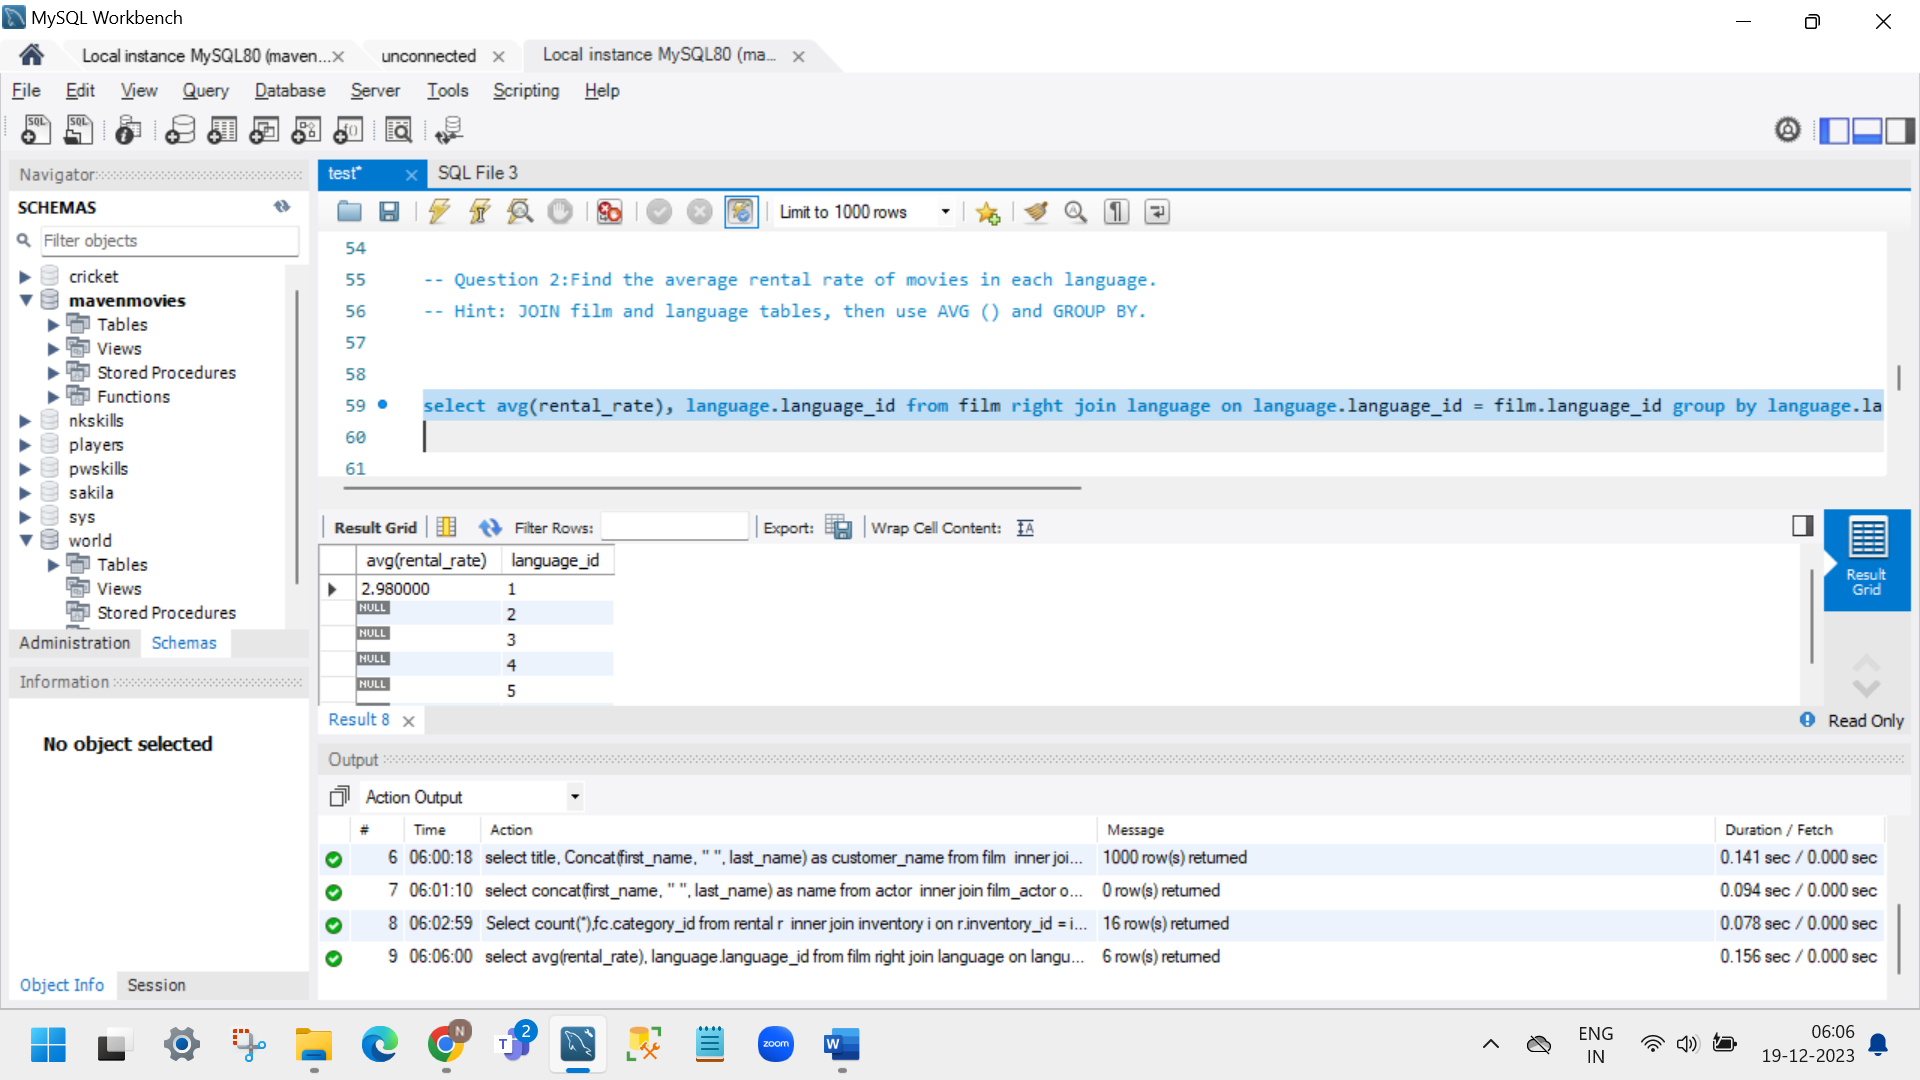 MySQL Workbench
Local instance MySQL80 (maven...
unconnected
Local instance MySQL80 (ma...
File Edit View Query Database Server Tools Scripting Help
SQL
SQL
Navigator
SCHEMAS
Filter objects
cricket
mavenmovies
Tables
Views
Stored Procedures
Functions
nkskills
players
pwskills
sakila
sys
world
Tables
Views
Stored Procedures
Administration Schemas
Information
No object selected
Object Info Session
test* SQL File 3
Limit to 1000 rows
54
55 -- Question 2:Find the average rental rate of movies in each language.
56 -- Hint: JOIN film and language tables, then use AVG () and GROUP BY.
57
58
59 select avg(rental_rate), language.language_id from film right join language on language.language_id = film.language_id group by language.la
60
61
Result Grid Filter Rows: Export: Wrap Cell Content:
avg(rental_rate) language_id
2.980000 1
NULL 2
NULL 3
NULL 4
NULL 5
Result Grid
Result 8
Read Only
Output
Action Output
# Time Action Message Duration / Fetch
6 06:00:18 select title, Concat(first_name, " ", last_name) as customer_name from film inner joi... 1000 row(s) returned 0.141 sec / 0.000 sec
7 06:01:10 select concat(first_name, " ", last_name) as name from actor inner join film_actor o... 0 row(s) returned 0.094 sec / 0.000 sec
8 06:02:59 Select count(*),fc.category_id from rental r inner join inventory i on r.inventory_id = i... 16 row(s) returned 0.078 sec / 0.000 sec
9 06:06:00 select avg(rental_rate), language.language_id from film right join language on langu... 6 row(s) returned 0.156 sec / 0.000 sec
N
2
zoom
W
ENG
IN
06:06
19-12-2023